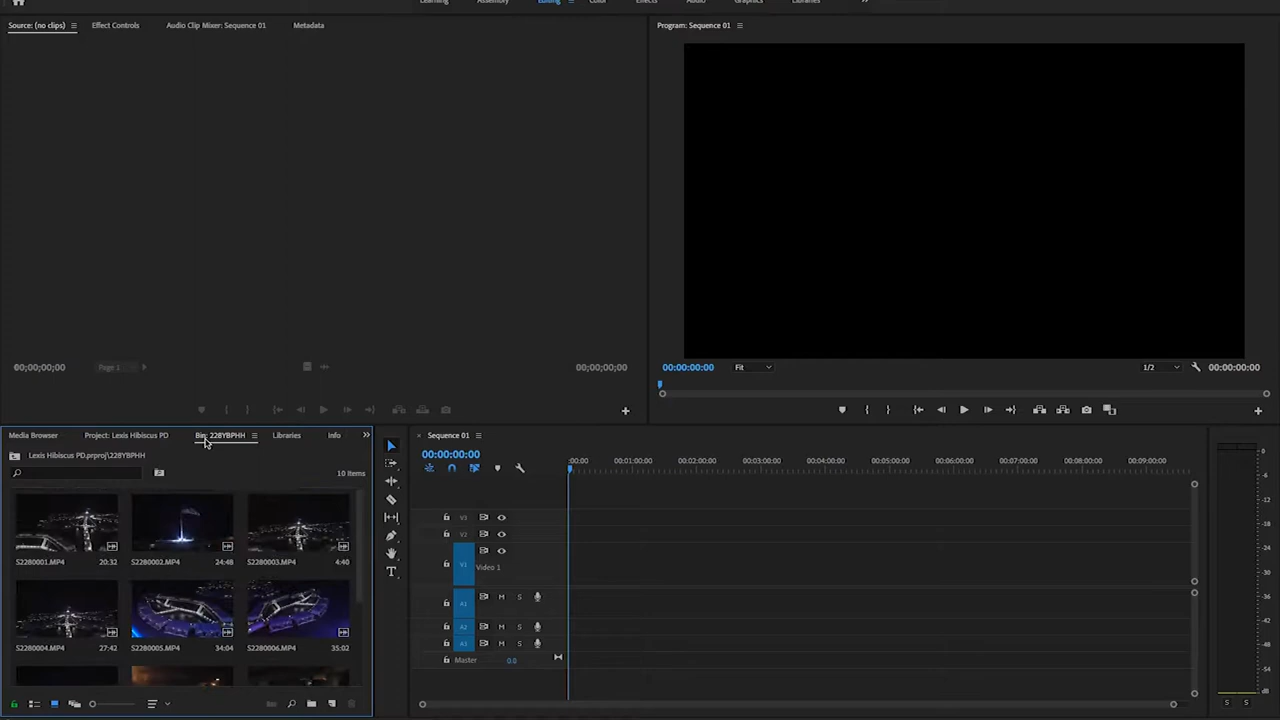 Learning Assembly Editing Color Effects Audio Graphics Libraries
Source: (no clips) Effect Controls Audio Clip Mixer: Sequence 01 Metadata
Program: Sequence 01
00;00;00;00 Page 1 00;00;00;00
00:00:00:00 Fit 1/2 00:00:00:00
Media Browser Project: Lexis Hibiscus PD Bin: 228YBPHH Libraries Info
Lexis Hibiscus PD.prproj\228YBPHH
10 Items
S2280001.MP4 20:32 S2280002.MP4 24:48 S2280003.MP4 4:40
S2280004.MP4 27:42 S2280005.MP4 34:04 S2280006.MP4 35:02
Sequence 01
00:00:00:00
:00:00 00:01:00:00 00:02:00:00 00:03:00:00 00:04:00:00 00:05:00:00 00:06:00:00 00:07:00:00 00:08:00:00 00:09:00:00
V3
V2
V1 Video 1
A1 M S
A2 M S
A3 M S
Master 0.0
0
-6
-12
-18
-24
-30
-36
-42
-48
-54
dB
S S